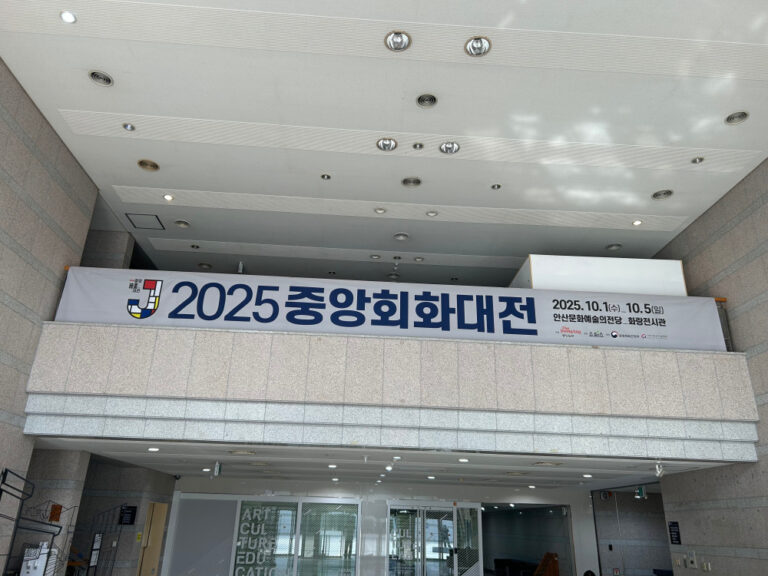 2025 중앙회화대전
2025. 10. 1(수) _ 10. 5(일)
안산문화예술의전당 _ 화랑전시관
ART
CULTURE
EDUCATION